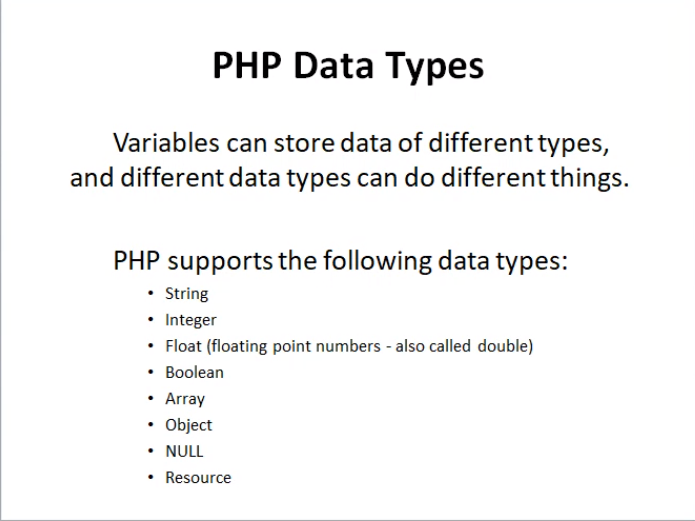 PHP Data Types
Variables can store data of different types,
and different data types can do different things.
PHP supports the following data types:
• String
• Integer
• Float (floating point numbers - also called double)
• Boolean
• Array
• Object
• NULL
• Resource